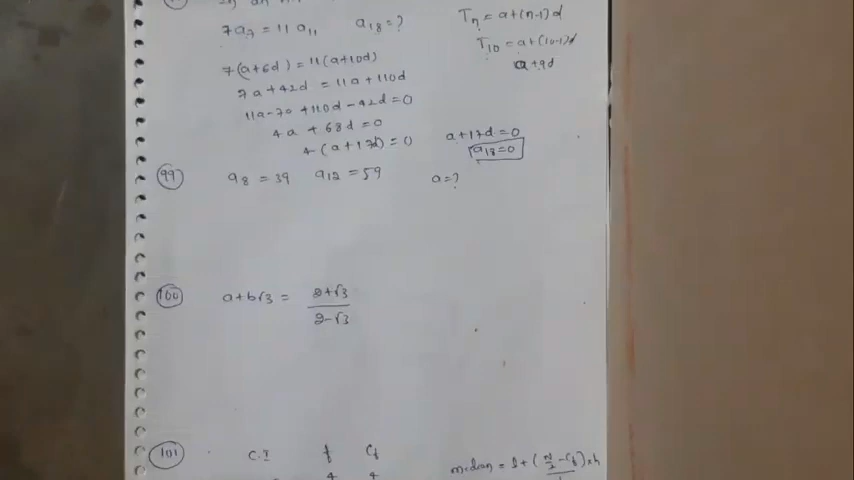 7a₇ = 11 a₁₁   a₁₈ = ?
Tₙ = a+(n-1)d
T₁₀ = a+(10-1)d
a+9d
7(a+6d) = 11(a+10d)
7a+42d = 11a+110d
11a-7a+110d-42d=0
4a+68d=0
4(a+17d)=0
a+17d=0
a₁₈=0
99   a₈ = 39   a₁₂ = 59   a=?
100   a+b√3 = 2+√3
2-√3
101   C.I   f   Cf
4   4
median = l+(N/2-Cf)×h